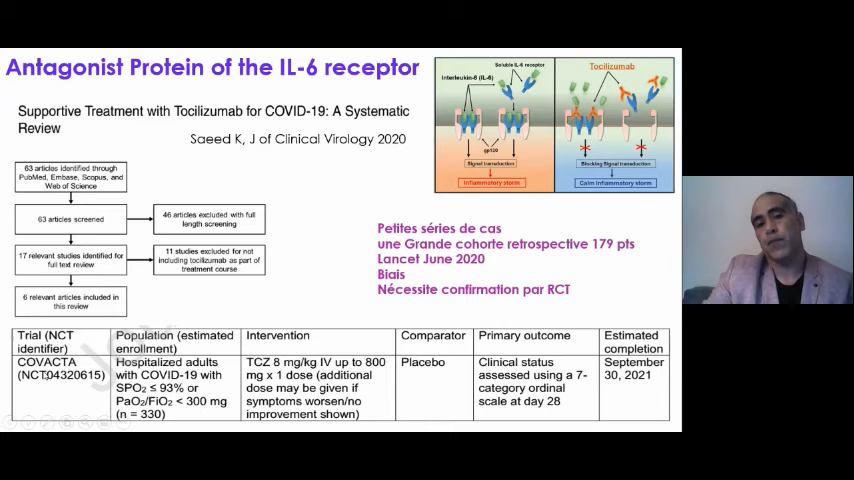 Antagonist Protein of the IL-6 receptor
Supportive Treatment with Tocilizumab for COVID-19: A Systematic
Review
Saeed K, J of Clinical Virology 2020
63 articles identified through
PubMed, Embase, Scopus, and
Web of Science
63 articles screened
46 articles excluded with full
length screening
17 relevant studies identified for
full text review
11 studies excluded for not
including tocilizumab as part of
treatment course
6 relevant articles included in
this review
Soluble IL-6 receptor
Interleukin-6 (IL-6)
gp130
Signal transduction
Inflammatory storm
Tocilizumab
Blocking Signal transduction
Calm inflammatory storm
Petites séries de cas
une Grande cohorte retrospective 179 pts
Lancet June 2020
Biais
Nécessite confirmation par RCT
Trial (NCT
identifier)
Population (estimated
enrollment)
Intervention
Comparator
Primary outcome
Estimated
completion
COVACTA
(NCT04320615)
Hospitalized adults
with COVID-19 with
SPO₂ ≤ 93% or
PaO₂/FiO₂ < 300 mg
(n = 330)
TCZ 8 mg/kg IV up to 800
mg x 1 dose (additional
dose may be given if
symptoms worsen/no
improvement shown)
Placebo
Clinical status
assessed using a 7-
category ordinal
scale at day 28
September
30, 2021